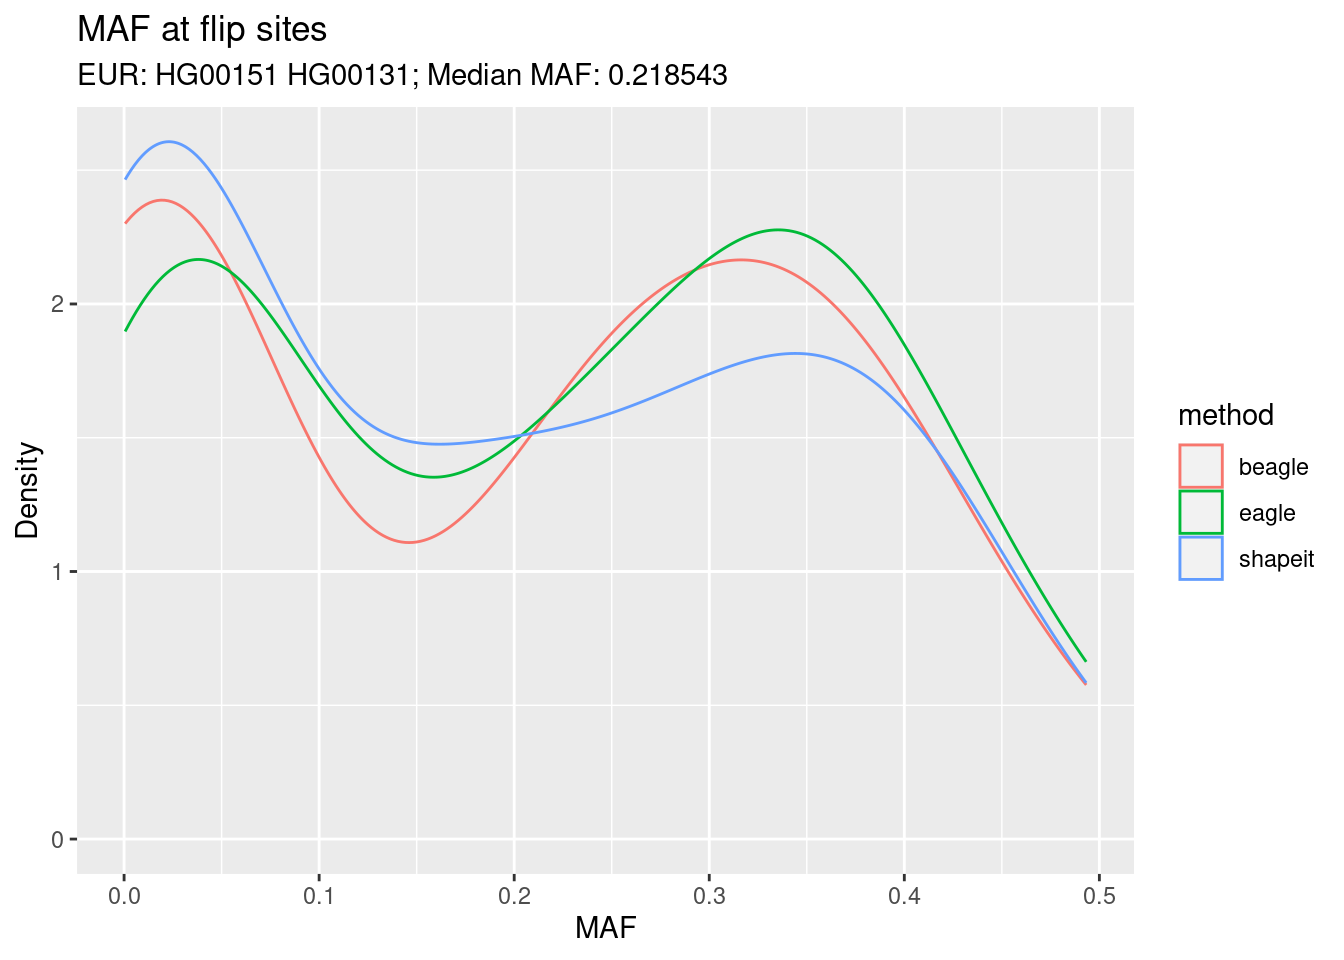 MAF at flip sites
EUR: HG00151 HG00131; Median MAF: 0.218543
Density
2
1
0
0.0 0.1 0.2 0.3 0.4 0.5
MAF
method
beagle
eagle
shapeit